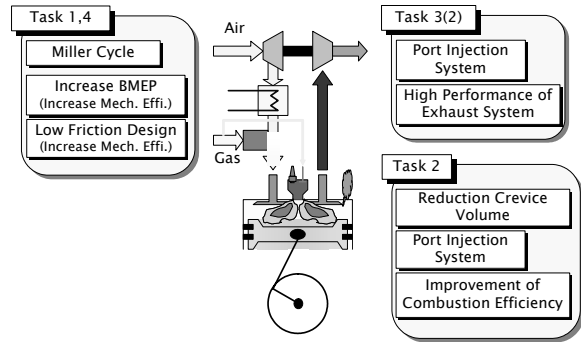 Task 1,4
Miller Cycle
Increase BMEP
(Increase Mech. Effi.)
Low Friction Design
(Increase Mech. Effi.)
Air
Gas
Task 3(2)
Port Injection
System
High Performance of
Exhaust System
Task 2
Reduction Crevice
Volume
Port Injection
System
Improvement of
Combustion Efficiency